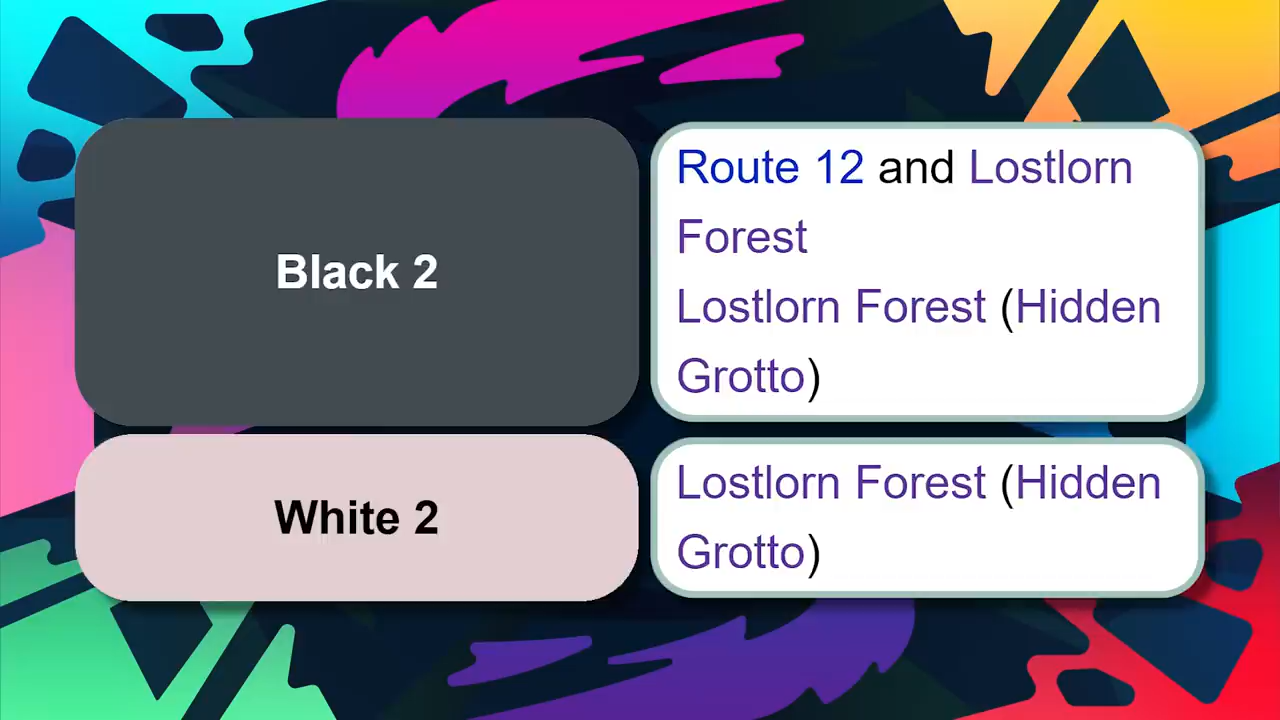 Black 2
Route 12 and Lostlorn
Forest
Lostlorn Forest (Hidden
Grotto)
White 2
Lostlorn Forest (Hidden
Grotto)